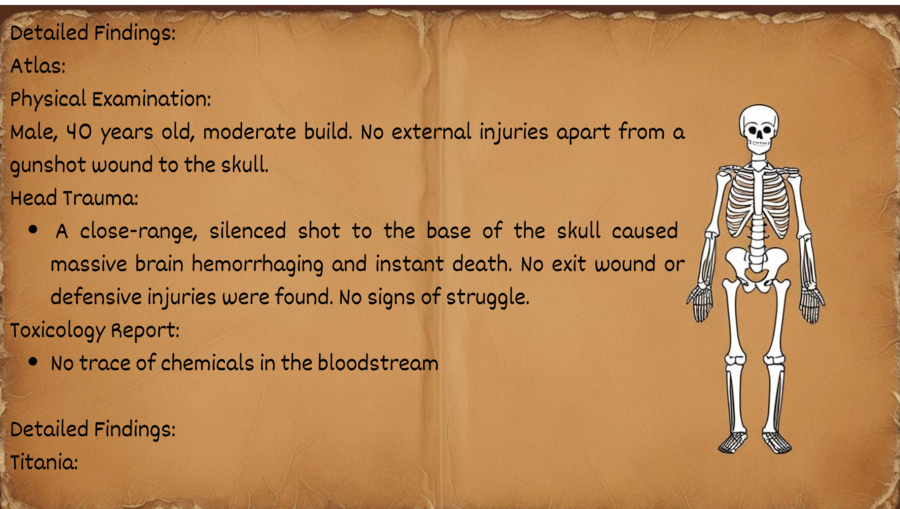 Detailed Findings:
Atlas:
Physical Examination:
Male, 40 years old, moderate build. No external injuries apart from a
gunshot wound to the skull.
Head Trauma:
• A close-range, silenced shot to the base of the skull caused
massive brain hemorrhaging and instant death. No exit wound or
defensive injuries were found. No signs of struggle.
Toxicology Report:
• No trace of chemicals in the bloodstream
Detailed Findings:
Titania: